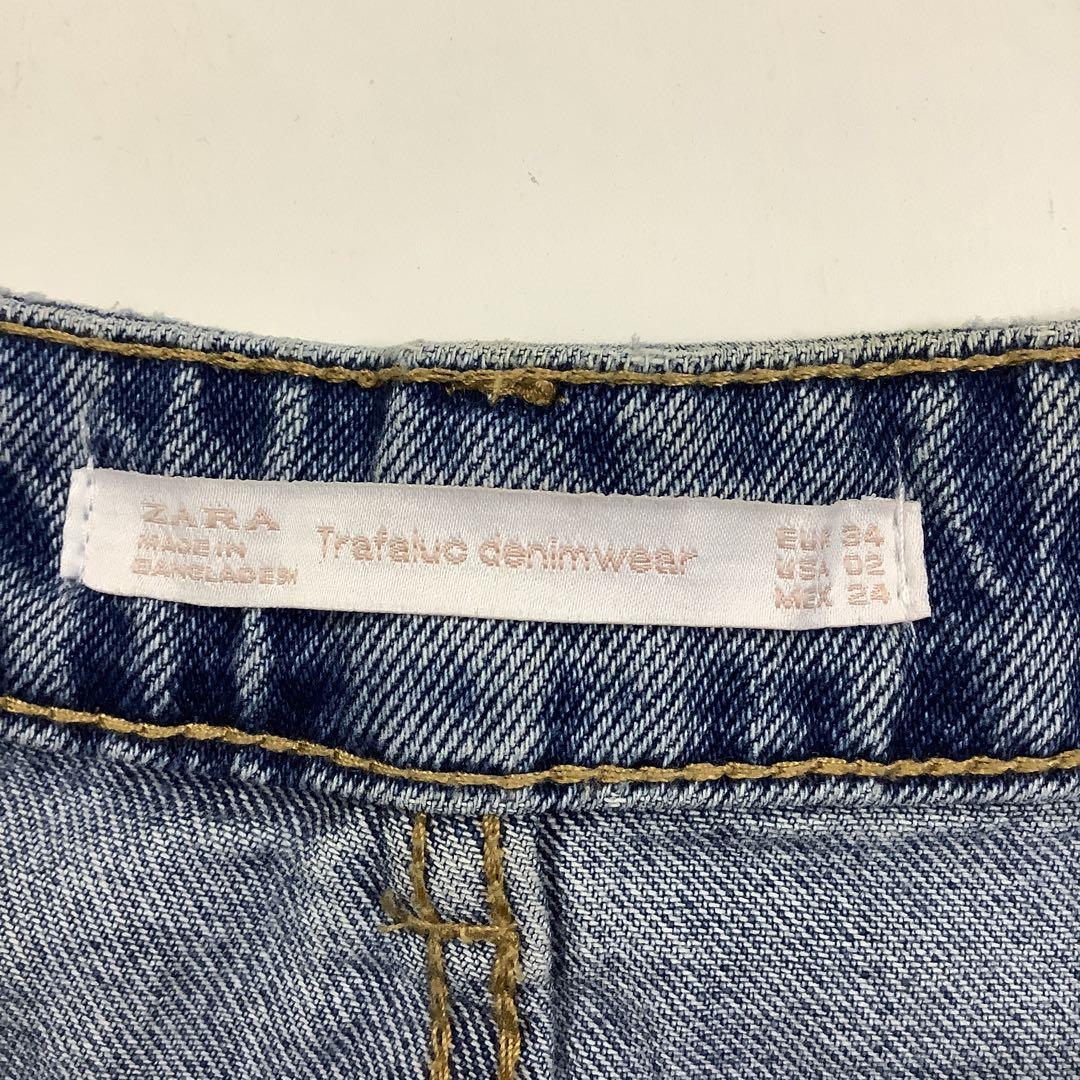 ZARA
MADE IN
BANGLADESH
Trafaluc denimwear
EUR 34
USA 02
MEX 24